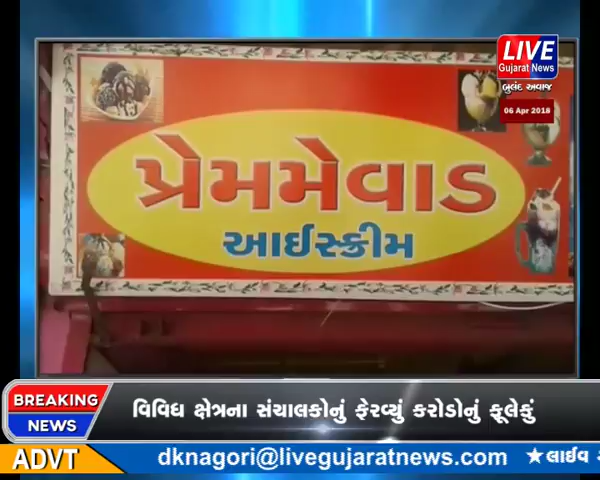 LIVE
Gujarat News
બુલંદ અવાજ
06 Apr 2018
પ્રેમમેવાડ
આઈસ્ક્રીમ
BREAKING
NEWS
વિવિધ ક્ષેત્રના સંચાલકોનું ફેરવ્યું કરોડોનું ફૂલેકું
ADVT
dknagori@livegujaratnews.com
★લાઈવ